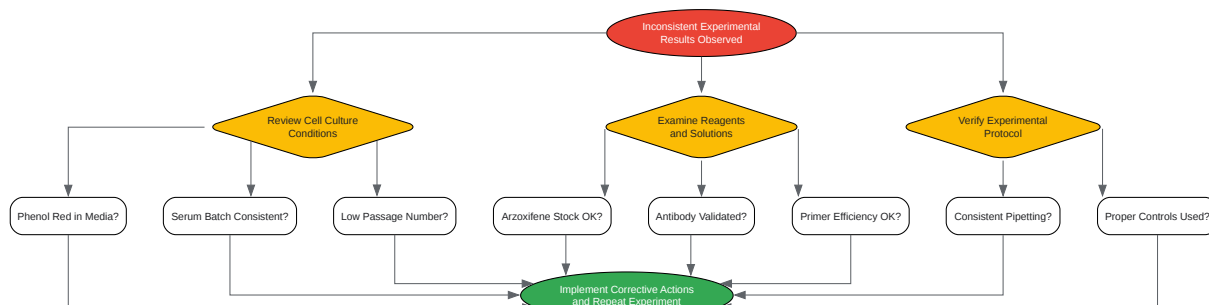 Inconsistent Experimental
Results Observed
Review Cell Culture
Conditions
Examine Reagents
and Solutions
Verify Experimental
Protocol
Phenol Red in Media?
Serum Batch Consistent?
Low Passage Number?
Arzoxifene Stock OK?
Antibody Validated?
Primer Efficiency OK?
Consistent Pipetting?
Proper Controls Used?
Implement Corrective Actions
and Repeat Experiment